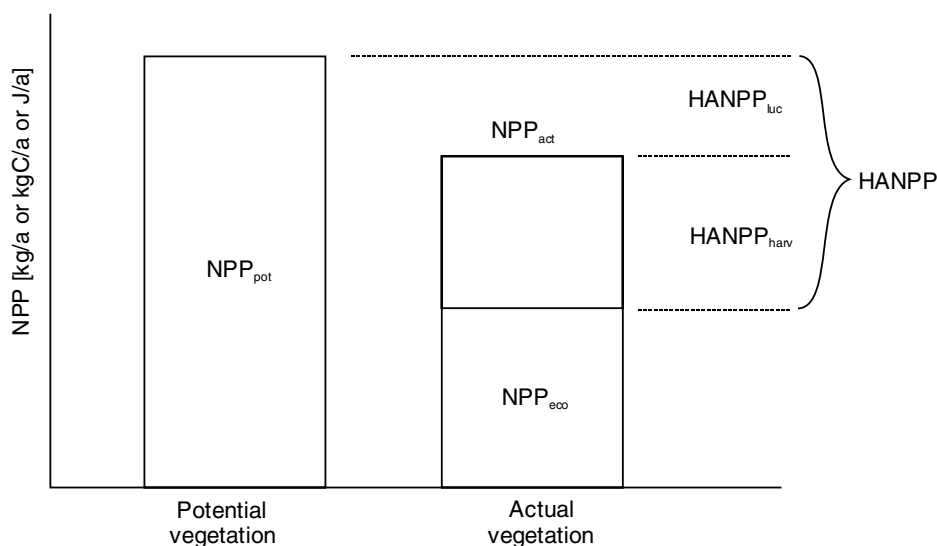 NPP [kg/a or kgC/a or J/a]
NPPpot
NPPact
NPPeco
HANPPluc
HANPPharv
HANPP
Potential
vegetation
Actual
vegetation